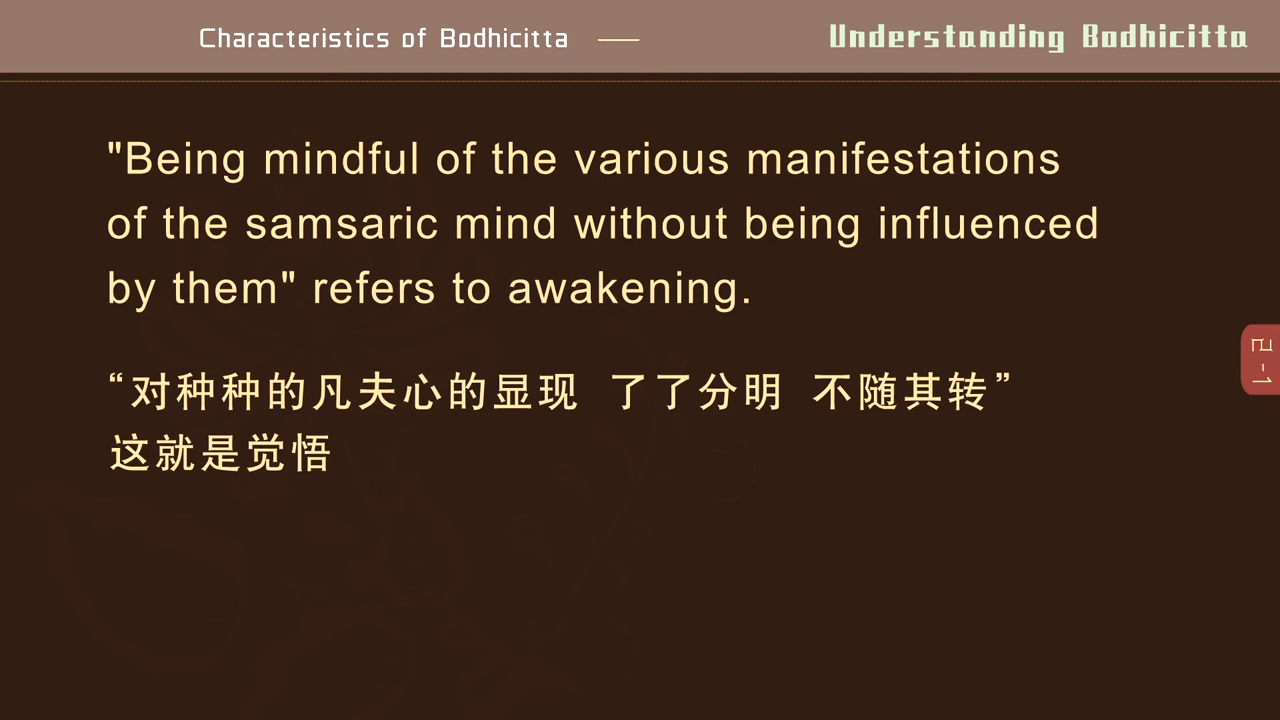 Characteristics of Bodhicitta
Understanding Bodhicitta
"Being mindful of the various manifestations
of the samsaric mind without being influenced
by them" refers to awakening.
“对种种的凡夫心的显现 了了分明 不随其转”
这就是觉悟